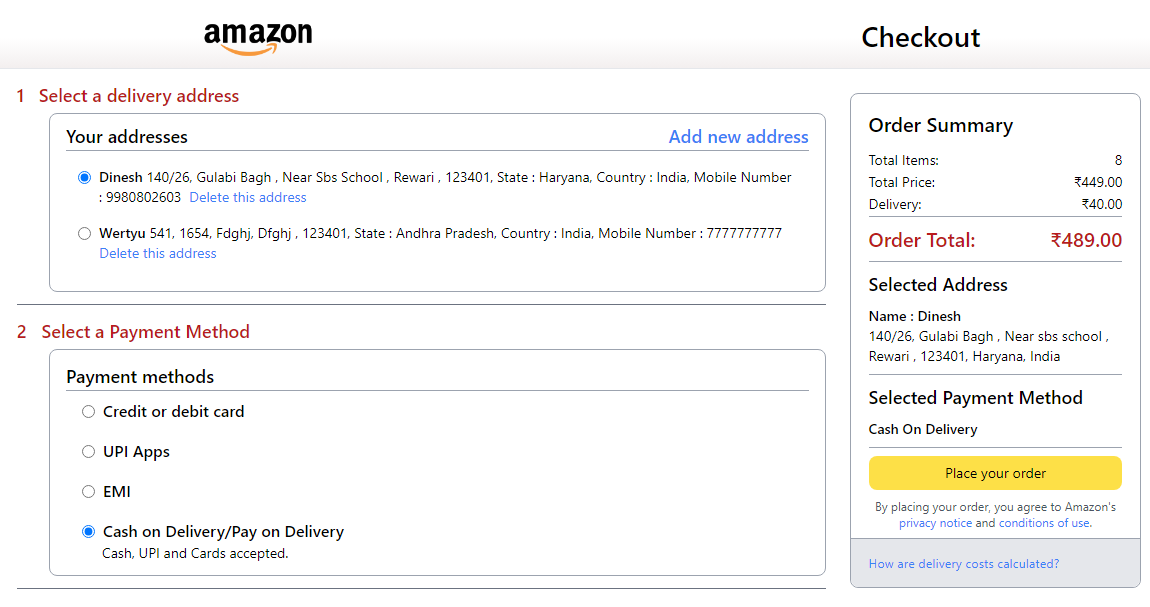 amazon
Checkout
1 Select a delivery address
Your addresses
Add new address
Dinesh 140/26, Gulabi Bagh , Near Sbs School , Rewari , 123401, State : Haryana, Country : India, Mobile Number
: 9980802603 Delete this address
Wertyu 541, 1654, Fdghj, Dfghj , 123401, State : Andhra Pradesh, Country : India, Mobile Number : 7777777777
Delete this address
2 Select a Payment Method
Payment methods
Credit or debit card
UPI Apps
EMI
Cash on Delivery/Pay on Delivery
Cash, UPI and Cards accepted.
Order Summary
Total Items: 8
Total Price: ₹449.00
Delivery: ₹40.00
Order Total: ₹489.00
Selected Address
Name : Dinesh
140/26, Gulabi Bagh , Near sbs school ,
Rewari , 123401, Haryana, India
Selected Payment Method
Cash On Delivery
Place your order
By placing your order, you agree to Amazon's
privacy notice and conditions of use.
How are delivery costs calculated?